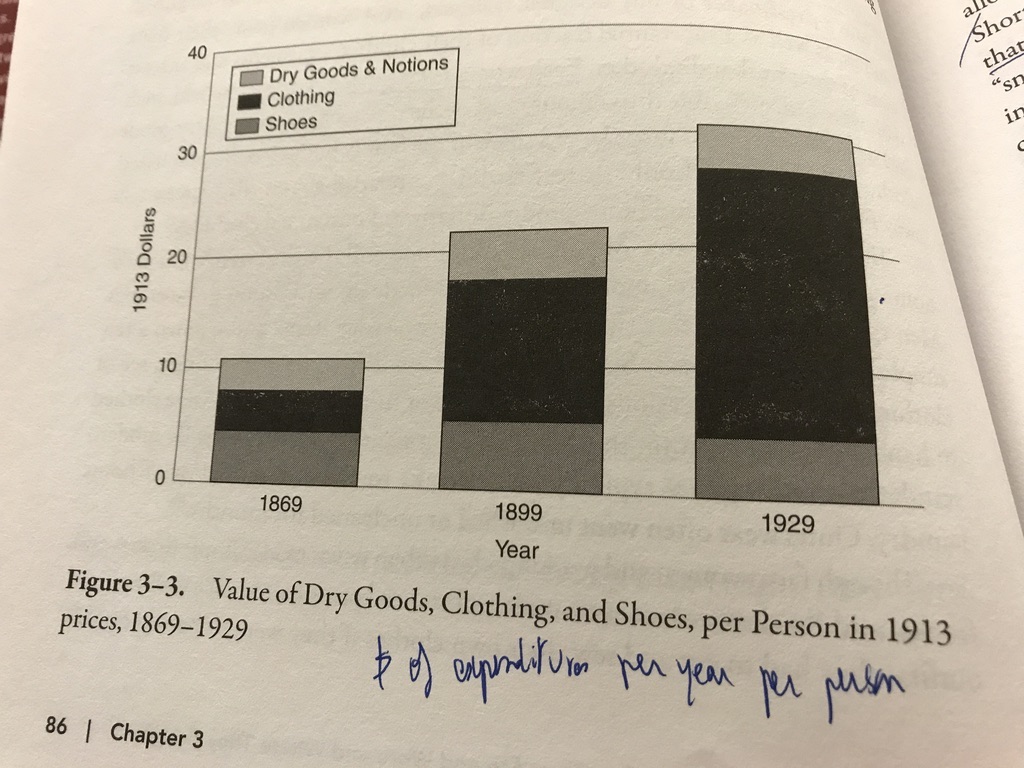 40
Dry Goods & Notions
Clothing
Shoes
30
20
10
0
1913 Dollars
1869
1899
1929
Year
Figure 3–3. Value of Dry Goods, Clothing, and Shoes, per Person in 1913
prices, 1869–1929
$ of expenditures per year per person
86 | Chapter 3
Shor
than
"sn
in